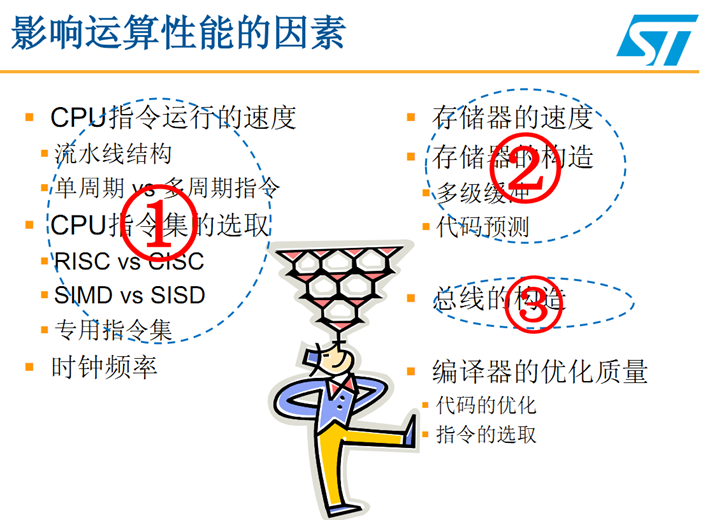 影响运算性能的因素
ST
CPU指令运行的速度
流水线结构
单周期 vs 多周期指令
CPU指令集的选取
①
RISC vs CISC
SIMD vs SISD
专用指令集
时钟频率
存储器的速度
存储器的构造
②
多级缓冲
代码预测
总线的构造
③
编译器的优化质量
代码的优化
指令的选取